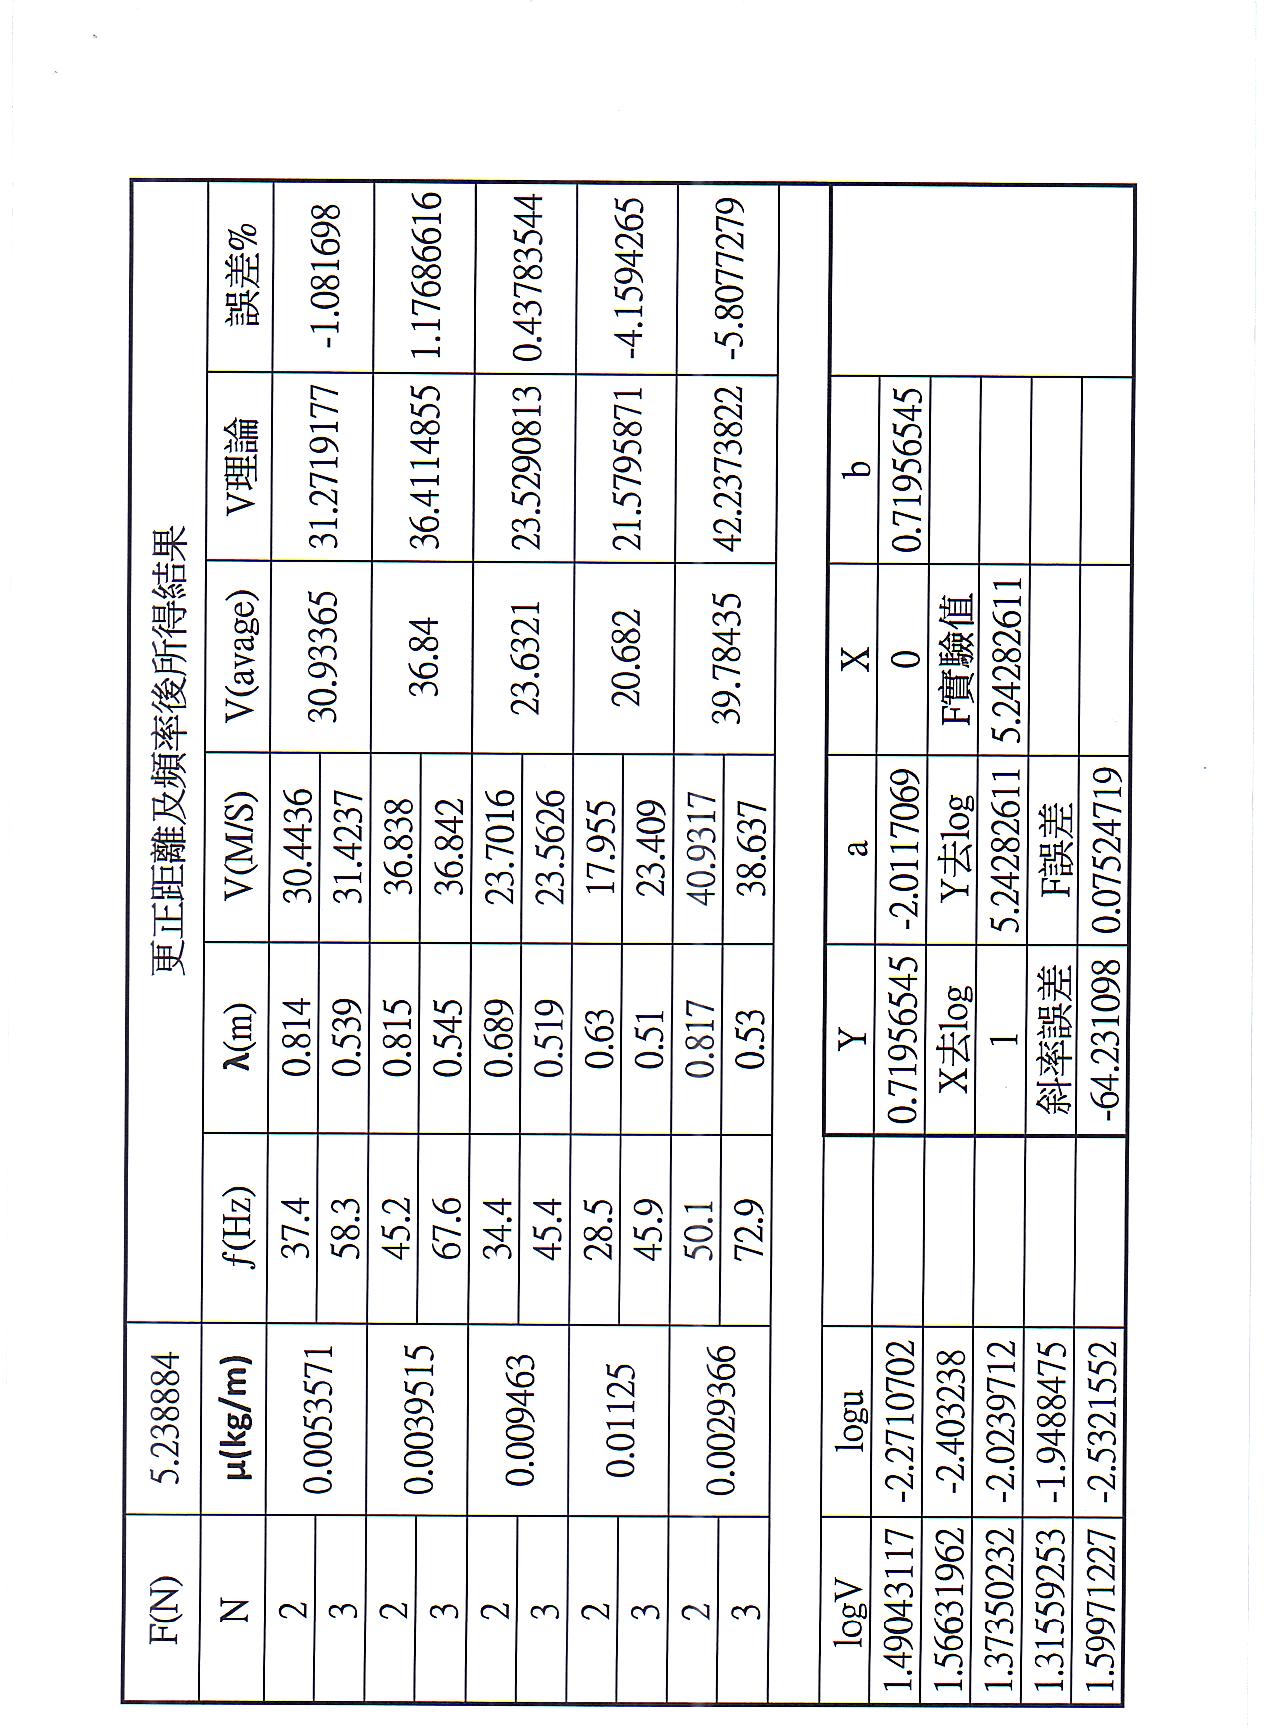 F(N) 5.238884 更正距離及頻率後所得結果
N μ(kg/m) f(Hz) λ(m) V(M/S) V(avage) V理論 誤差%
2 0.0053571 37.4 0.814 30.4436 30.93365 31.2719177 -1.081698
3 58.3 0.539 31.4237
2 0.0039515 45.2 0.815 36.838 36.84 36.4114855 1.17686616
3 67.6 0.545 36.842
2 0.009463 34.4 0.689 23.7016 23.6321 23.5290813 0.43783544
3 45.4 0.519 23.5626
2 0.01125 28.5 0.63 17.955 20.682 21.5795871 -4.1594265
3 45.9 0.51 23.409
2 0.0029366 50.1 0.817 40.9317 39.78435 42.2373822 -5.8077279
3 72.9 0.53 38.637
logV logu Y a X b
1.49043117 -2.2710702 0.71956545 -2.0117069 0 0.71956545
1.56631962 -2.403238 X去log Y去log F實驗值
1.37350232 -2.0239712 1 5.24282611 5.24282611
1.31559253 -1.9488475 斜率誤差 F誤差
1.59971227 -2.5321552 -64.231098 0.07524719